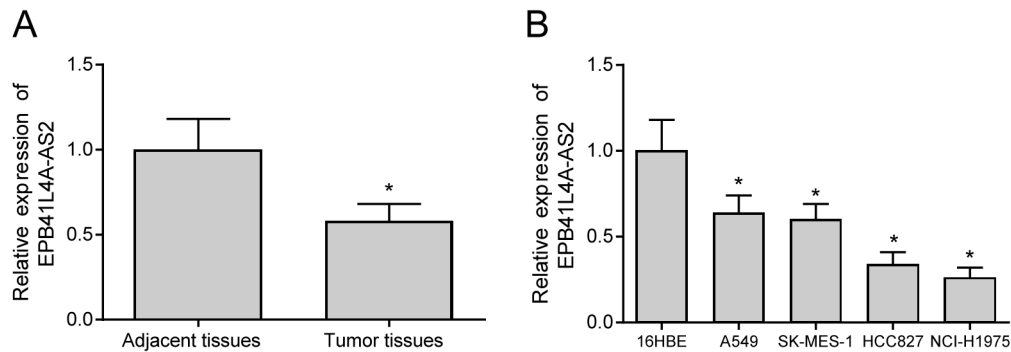 A
Relative expression of
EPB41L4A-AS2
1.5
1.0
0.5
0.0
*
Adjacent tissues
Tumor tissues
B
Relative expression of
EPB41L4A-AS2
1.5
1.0
0.5
0.0
*
*
*
*
16HBE
A549
SK-MES-1
HCC827
NCI-H1975